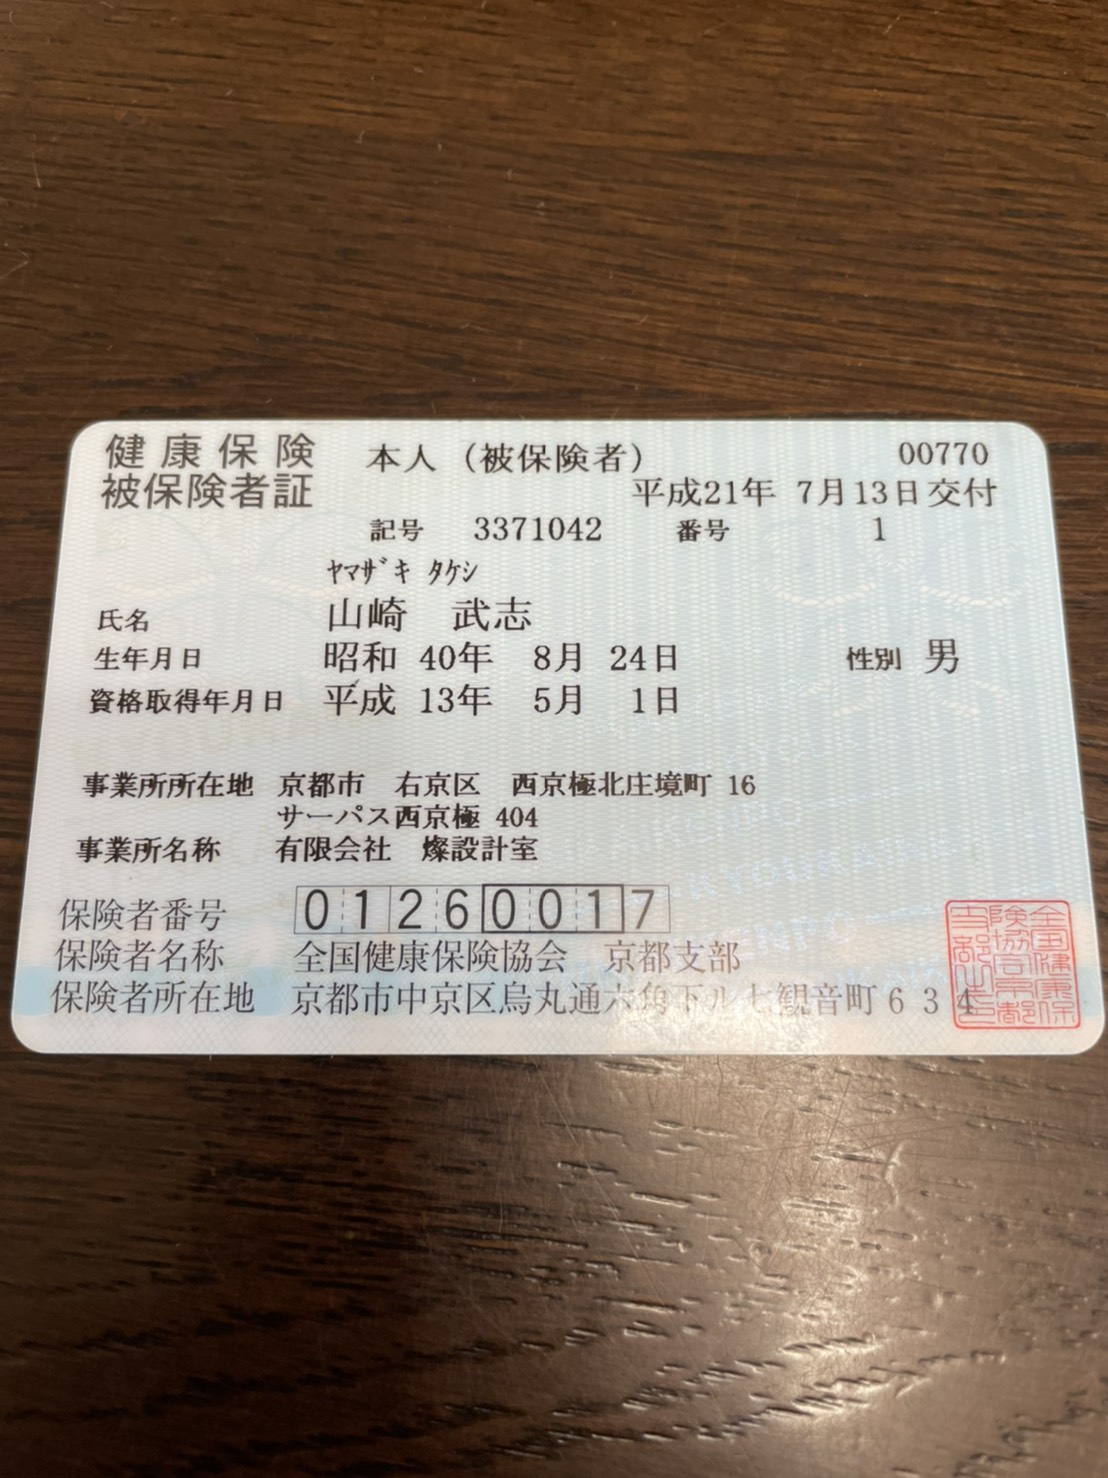 健康保険 本人（被保険者） 00770
被保険者証 平成21年 7月13日交付
記号 3371042 番号 1
ﾔﾏｻﾞｷ ﾀｹｼ
氏名 山崎 武志
生年月日 昭和 40年 8月 24日 性別 男
資格取得年月日 平成 13年 5月 1日
事業所所在地 京都市 右京区 西京極北庄境町 16
サーパス西京極 404
事業所名称 有限会社 燦設計室
保険者番号 01260017
保険者名称 全国健康保険協会 京都支部
保険者所在地 京都市中京区烏丸通六角下ル七観音町634